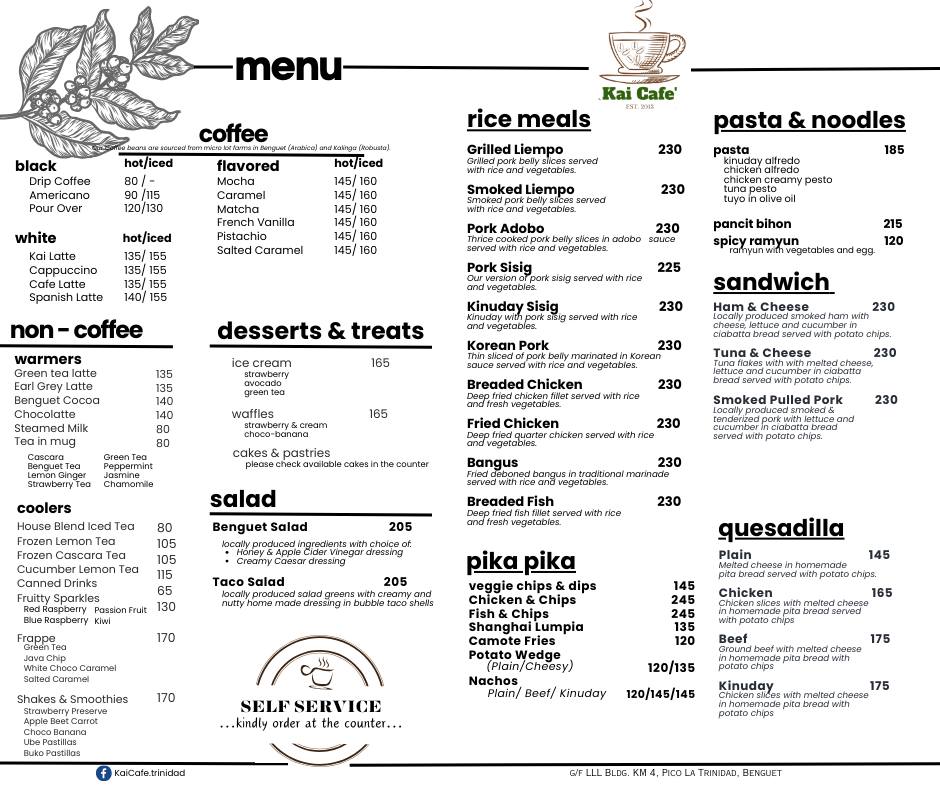 menu
Kai Cafe'
EST. 2013
coffee
Our coffee beans are sourced from micro lot farms in Benguet (Arabica) and Kalinga (Robusta).
black hot/iced
Drip Coffee 80 / -
Americano 90 /115
Pour Over 120/130
white hot/iced
Kai Latte 135/ 155
Cappuccino 135/ 155
Cafe Latte 135/ 155
Spanish Latte 140/ 155
flavored hot/iced
Mocha 145/ 160
Caramel 145/ 160
Matcha 145/ 160
French Vanilla 145/ 160
Pistachio 145/ 160
Salted Caramel 145/ 160
non - coffee
warmers
Green tea latte 135
Earl Grey Latte 135
Benguet Cocoa 140
Chocolatte 140
Steamed Milk 80
Tea in mug 80
Cascara Green Tea
Benguet Tea Peppermint
Lemon Ginger Jasmine
Strawberry Tea Chamomile
coolers
House Blend Iced Tea 80
Frozen Lemon Tea 105
Frozen Cascara Tea 105
Cucumber Lemon Tea 115
Canned Drinks 65
Fruitty Sparkles 130
Red Raspberry Passion Fruit
Blue Raspberry Kiwi
Frappe 170
Green Tea
Java Chip
White Choco Caramel
Salted Caramel
Shakes & Smoothies 170
Strawberry Preserve
Apple Beet Carrot
Choco Banana
Ube Pastillas
Buko Pastillas
desserts & treats
ice cream 165
strawberry
avocado
green tea
waffles 165
strawberry & cream
choco-banana
cakes & pastries
please check available cakes in the counter
salad
Benguet Salad 205
locally produced ingredients with choice of:
• Honey & Apple Cider Vinegar dressing
• Creamy Caesar dressing
Taco Salad 205
locally produced salad greens with creamy and
nutty home made dressing in bubble taco shells
SELF SERVICE
...kindly order at the counter...
rice meals
Grilled Liempo 230
Grilled pork belly slices served
with rice and vegetables.
Smoked Liempo 230
Smoked pork belly slices served
with rice and vegetables.
Pork Adobo 230
Thrice cooked pork belly slices in adobo sauce
served with rice and vegetables.
Pork Sisig 225
Our version of pork sisig served with rice
and vegetables.
Kinuday Sisig 230
Kinuday with pork sisig served with rice
and vegetables.
Korean Pork 230
Thin sliced of pork belly marinated in Korean
sauce served with rice and vegetables.
Breaded Chicken 230
Deep fried chicken fillet served with rice
and fresh vegetables.
Fried Chicken 230
Deep fried quarter chicken served with rice
and vegetables.
Bangus 230
Fried deboned bangus in traditional marinade
served with rice and vegetables.
Breaded Fish 230
Deep fried fish fillet served with rice
and fresh vegetables.
pika pika
veggie chips & dips 145
Chicken & Chips 245
Fish & Chips 245
Shanghai Lumpia 135
Camote Fries 120
Potato Wedge
(Plain/Cheesy) 120/135
Nachos
Plain/ Beef/ Kinuday 120/145/145
pasta & noodles
pasta 185
kinuday alfredo
chicken alfredo
chicken creamy pesto
tuna pesto
tuyo in olive oil
pancit bihon 215
spicy ramyun 120
ramyun with vegetables and egg.
sandwich
Ham & Cheese 230
Locally produced smoked ham with
cheese, lettuce and cucumber in
ciabatta bread served with potato chips.
Tuna & Cheese 230
Tuna flakes with with melted cheese,
lettuce and cucumber in ciabatta
bread served with potato chips.
Smoked Pulled Pork 230
Locally produced smoked &
tenderized pork with lettuce and
cucumber in ciabatta bread
served with potato chips.
quesadilla
Plain 145
Melted cheese in homemade
pita bread served with potato chips.
Chicken 165
Chicken slices with melted cheese
in homemade pita bread served
with potato chips
Beef 175
Ground beef with melted cheese
in homemade pita bread with
potato chips
Kinuday 175
Chicken slices with melted cheese
in homemade pita bread with
potato chips
KaiCafe.trinidad
G/F LLL Bldg. KM 4, Pico La Trinidad, Benguet